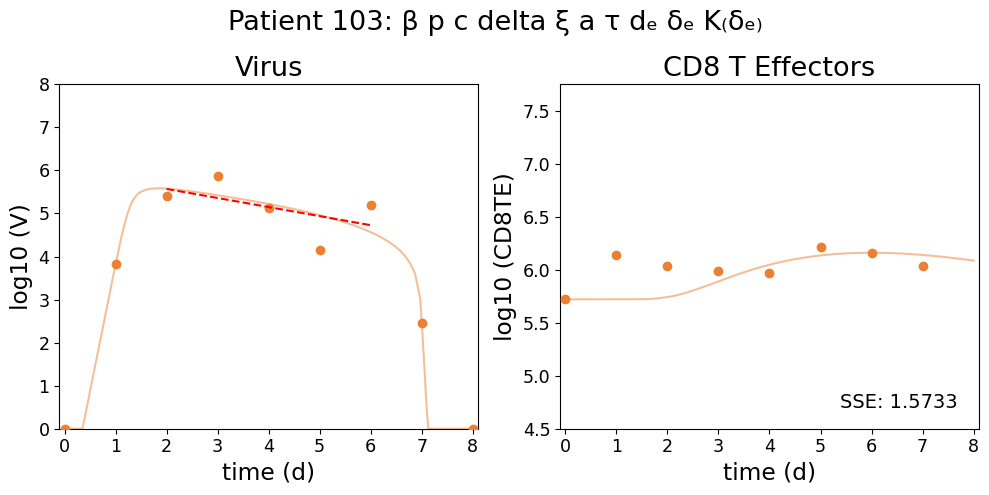 Patient 103: β p c delta ξ a τ dₑ δₑ K₍δₑ₎
Virus
CD8 T Effectors
log10 (V)
8
7
6
5
4
3
2
1
0
0 1 2 3 4 5 6 7 8
time (d)
log10 (CD8TE)
7.5
7.0
6.5
6.0
5.5
5.0
4.5
SSE: 1.5733
0 1 2 3 4 5 6 7 8
time (d)